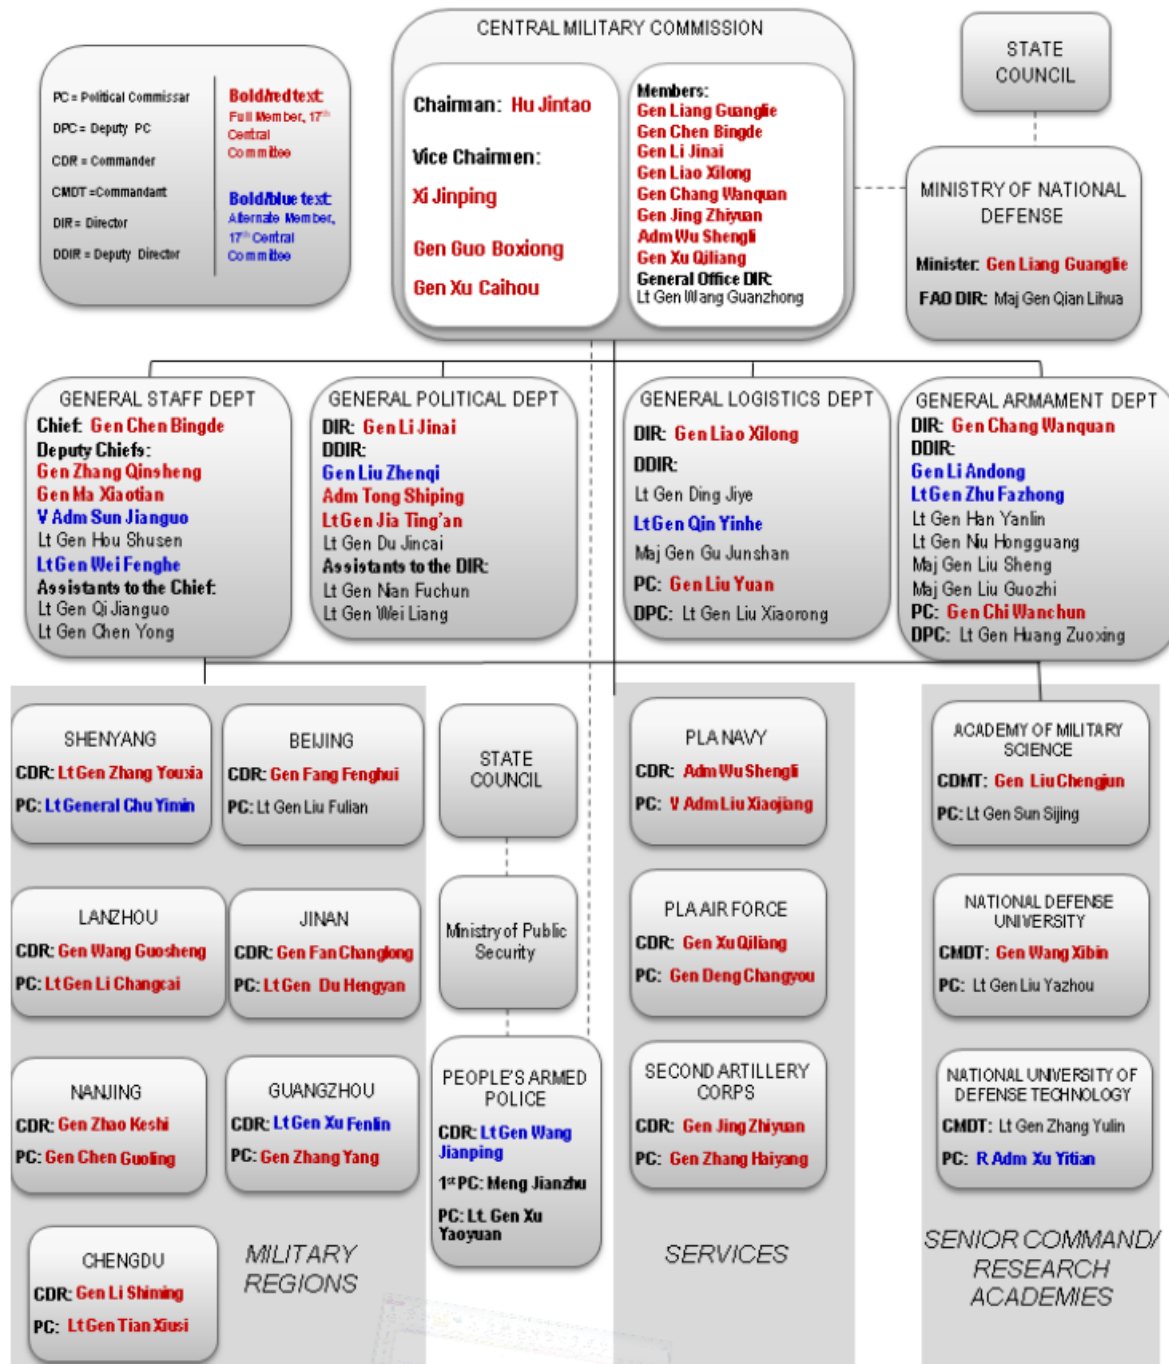 CENTRAL MILITARY COMMISSION
PC = Political Commissar
DPC = Deputy PC
CDR = Commander
CMDT =Commandant
DIR = Director
DDIR = Deputy Director
Bold/red text:
Full Member, 17th
Central
Committee
Bold/blue text:
Alternate Member,
17th Central
Committee
Chairman: Hu Jintao
Vice Chairmen:
Xi Jinping
Gen Guo Boxiong
Gen Xu Caihou
Members:
Gen Liang Guanglie
Gen Chen Bingde
Gen Li Jinai
Gen Liao Xilong
Gen Chang Wanquan
Gen Jing Zhiyuan
Adm Wu Shengli
Gen Xu Qiliang
General Office DIR:
Lt Gen Wang Guanzhong
STATE
COUNCIL
MINISTRY OF NATIONAL
DEFENSE
Minister: Gen Liang Guanglie
FAO DIR: Maj Gen Qian Lihua
GENERAL STAFF DEPT
Chief: Gen Chen Bingde
Deputy Chiefs:
Gen Zhang Qinsheng
Gen Ma Xiaotian
V Adm Sun Jianguo
Lt Gen Hou Shusen
Lt Gen Wei Fenghe
Assistants to the Chief:
Lt Gen Qi Jianguo
Lt Gen Chen Yong
GENERAL POLITICAL DEPT
DIR: Gen Li Jinai
DDIR:
Gen Liu Zhenqi
Adm Tong Shiping
Lt Gen Jia Ting'an
Lt Gen Du Jincai
Assistants to the DIR:
Lt Gen Nian Fuchun
Lt Gen Wei Liang
GENERAL LOGISTICS DEPT
DIR: Gen Liao Xilong
DDIR:
Lt Gen Ding Jiye
Lt Gen Qin Yinhe
Maj Gen Gu Junshan
PC: Gen Liu Yuan
DPC: Lt Gen Liu Xiaorong
GENERAL ARMAMENT DEPT
DIR: Gen Chang Wanquan
DDIR:
Gen Li Andong
Lt Gen Zhu Fazhong
Lt Gen Han Yanlin
Lt Gen Niu Hongguang
Maj Gen Liu Sheng
Maj Gen Liu Guozhi
PC: Gen Chi Wanchun
DPC: Lt Gen Huang Zuoxing
SHENYANG
CDR: Lt Gen Zhang Youxia
PC: Lt General Chu Yimin
BEIJING
CDR: Gen Fang Fenghui
PC: Lt Gen Liu Fulian
LANZHOU
CDR: Gen Wang Guosheng
PC: Lt Gen Li Changcai
JINAN
CDR: Gen Fan Changlong
PC: Lt Gen Du Hengyan
NANJING
CDR: Gen Zhao Keshi
PC: Gen Chen Guoling
GUANGZHOU
CDR: Lt Gen Xu Fenlin
PC: Gen Zhang Yang
CHENGDU
CDR: Gen Li Shiming
PC: Lt Gen Tian Xiusi
MILITARY
REGIONS
STATE
COUNCIL
Ministry of Public
Security
PEOPLE'S ARMED
POLICE
CDR: Lt Gen Wang
Jianping
1st PC: Meng Jianzhu
PC: Lt. Gen Xu
Yaoyuan
PLA NAVY
CDR: Adm Wu Shengli
PC: V Adm Liu Xiaojiang
PLA AIR FORCE
CDR: Gen Xu Qiliang
PC: Gen Deng Changyou
SECOND ARTILLERY
CORPS
CDR: Gen Jing Zhiyuan
PC: Gen Zhang Haiyang
SERVICES
ACADEMY OF MILITARY
SCIENCE
CDMT: Gen Liu Chengjun
PC: Lt Gen Sun Sijing
NATIONAL DEFENSE
UNIVERSITY
CMDT: Gen Wang Xibin
PC: Lt Gen Liu Yazhou
NATIONAL UNIVERSITY OF
DEFENSE TECHNOLOGY
CMDT: Lt Gen Zhang Yulin
PC: R Adm Xu Yitian
SENIOR COMMAND/
RESEARCH
ACADEMIES